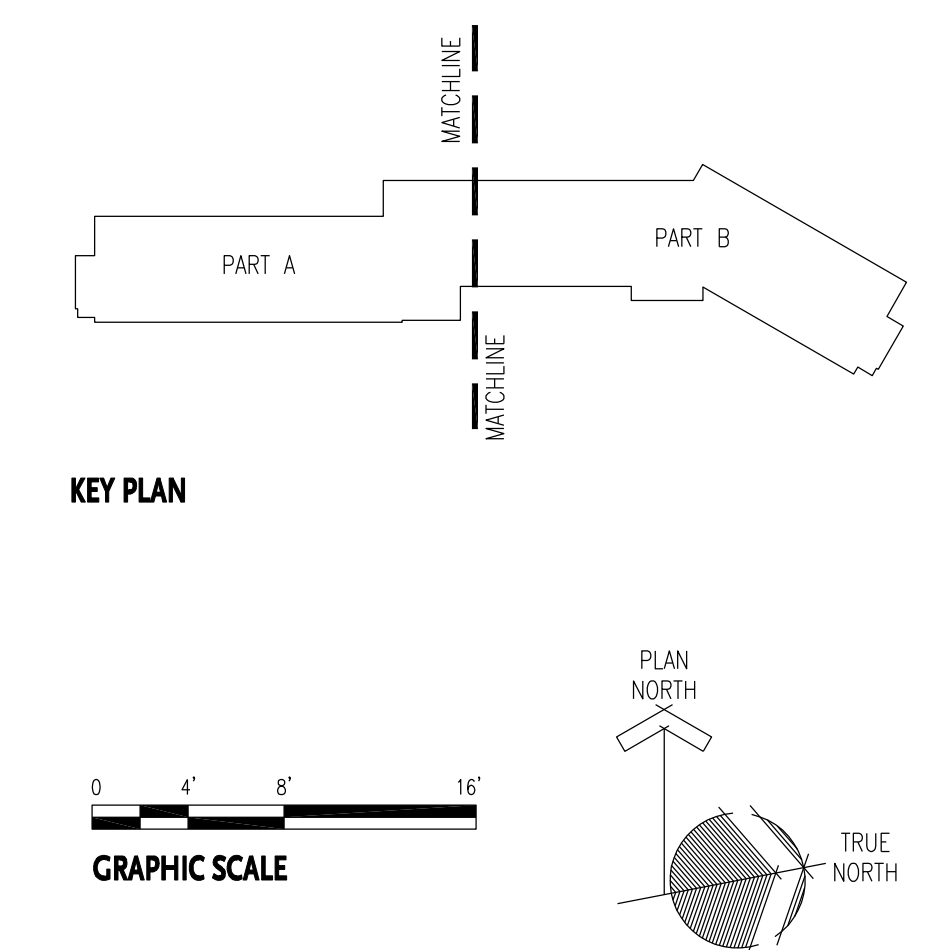 MATCHLINE
PART A
PART B
MATCHLINE
KEY PLAN
PLAN
NORTH
0 4' 8' 16'
GRAPHIC SCALE
TRUE
NORTH